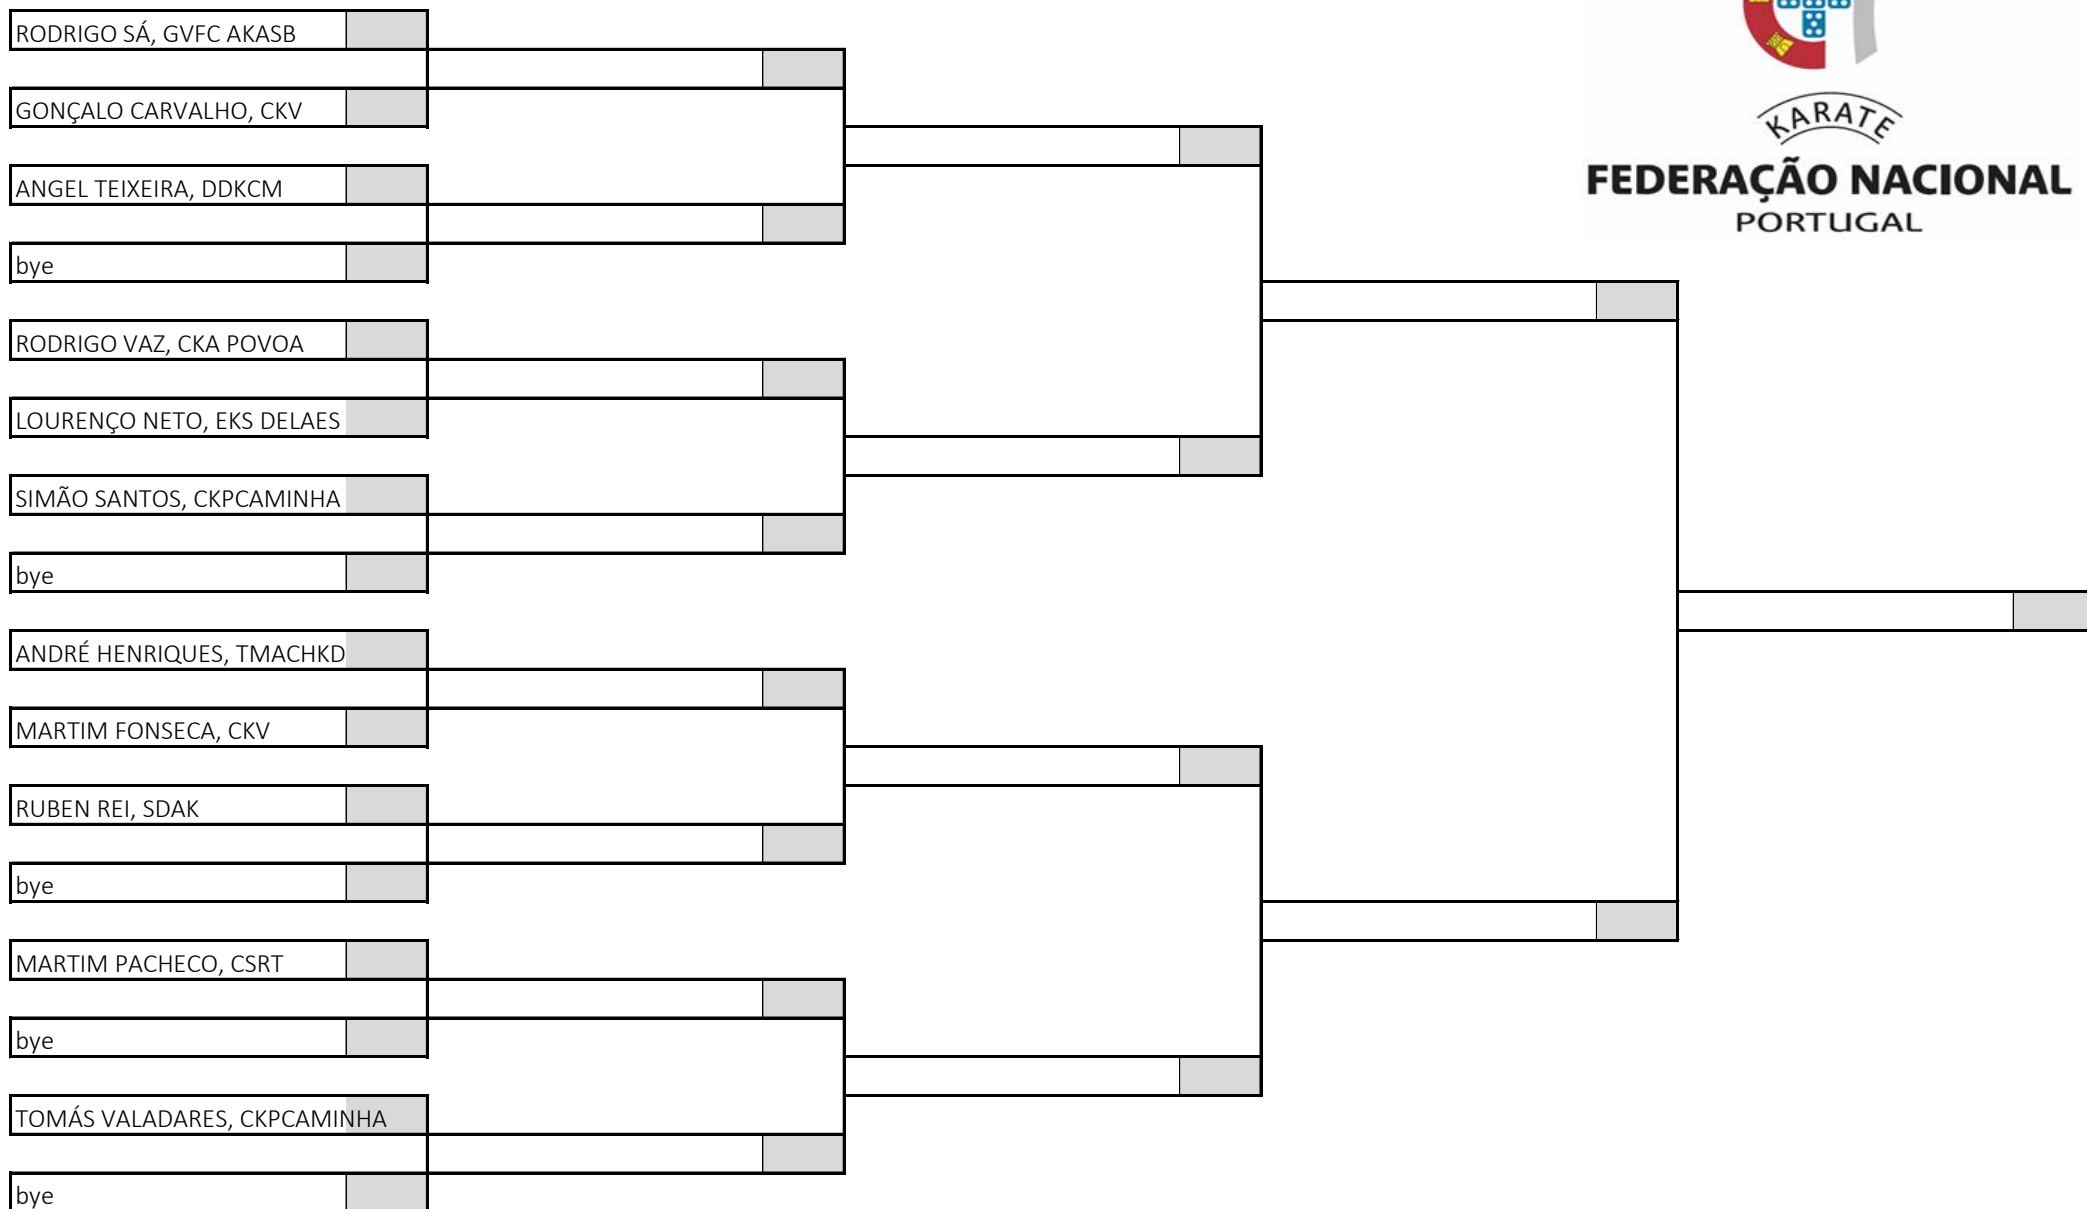 RODRIGO SÁ, GVFC AKASB
GONÇALO CARVALHO, CKV
ANGEL TEIXEIRA, DDKCM
bye
RODRIGO VAZ, CKA POVOA
LOURENÇO NETO, EKS DELAES
SIMÃO SANTOS, CKPCAMINHA
bye
ANDRÉ HENRIQUES, TMACHKD
MARTIM FONSECA, CKV
RUBEN REI, SDAK
bye
MARTIM PACHECO, CSRT
bye
TOMÁS VALADARES, CKPCAMINHA
bye
KARATE
FEDERAÇÃO NACIONAL
PORTUGAL